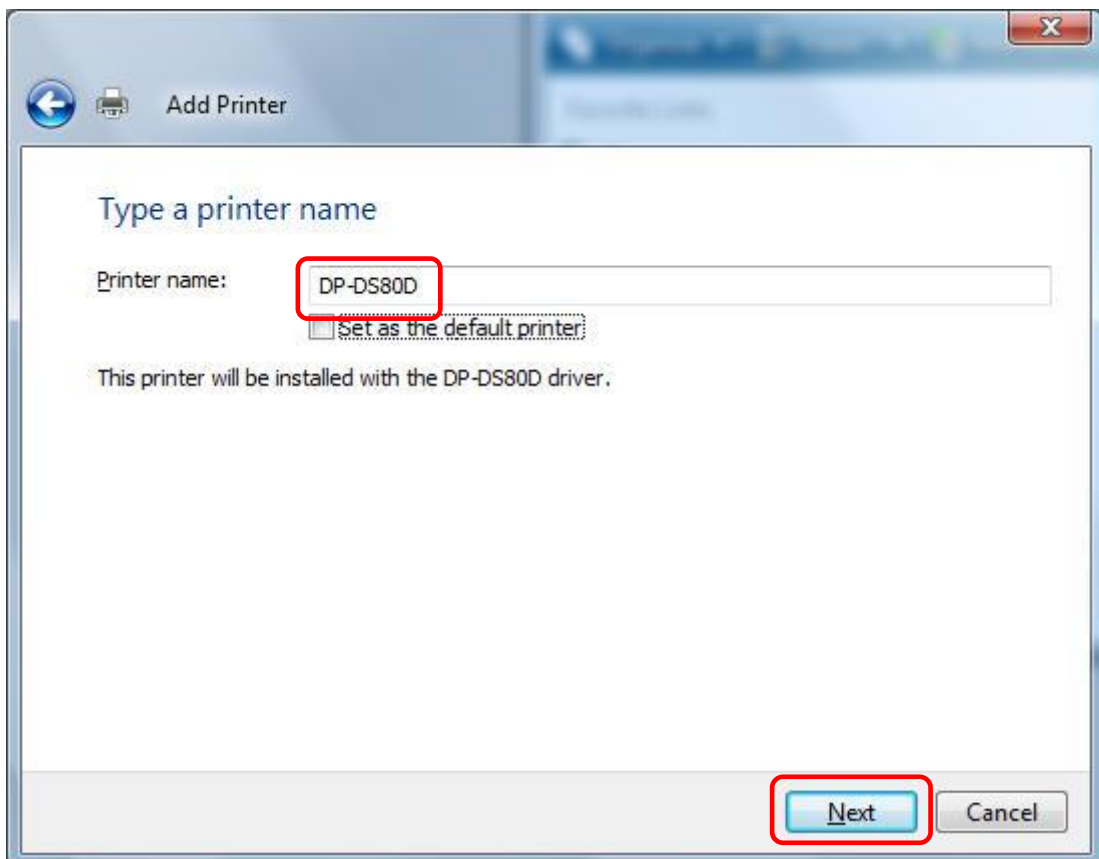 Add Printer
Type a printer name
Printer name: DP-DS80D
Set as the default printer
This printer will be installed with the DP-DS80D driver.
Next Cancel